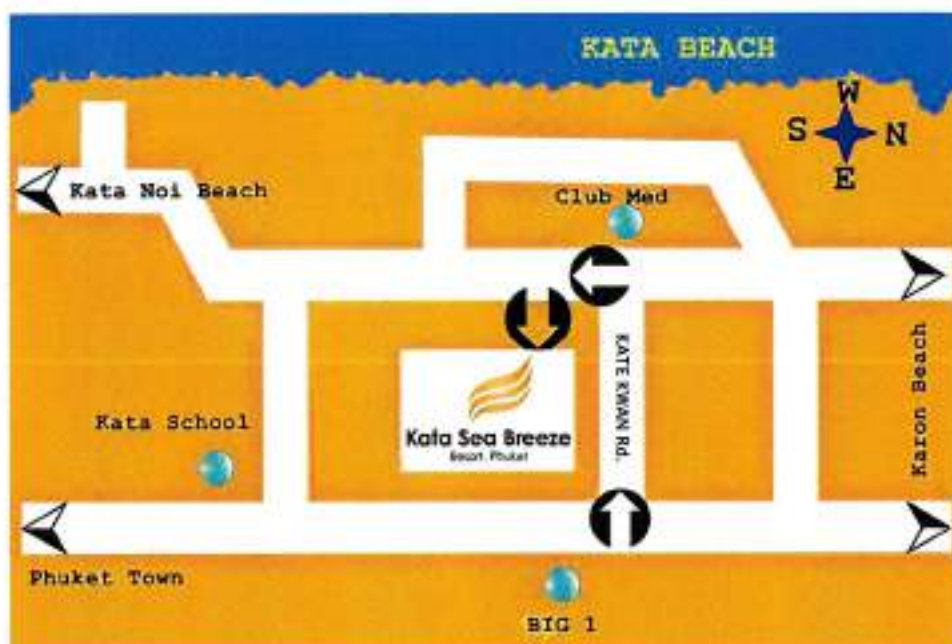 KATA BEACH
W
S N
E
Kata Noi Beach
Club Med
KATE KWAN Rd.
Karon Beach
Kata School
Kata Sea Breeze
Resort, Phuket
Phuket Town
BIG 1